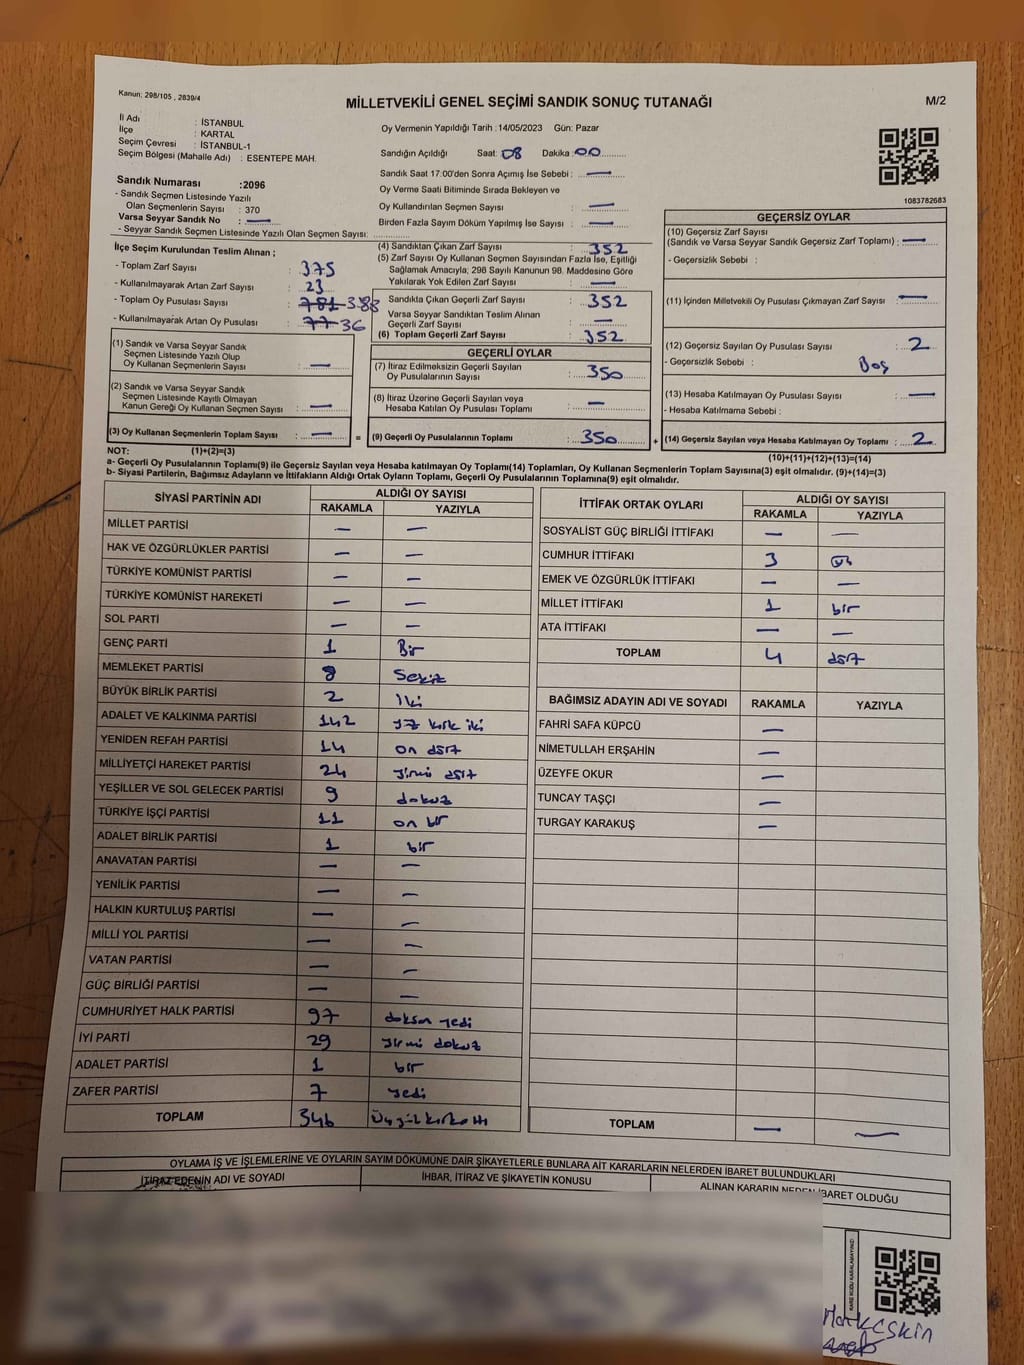 Kanun: 298/105 , 2839/4
MİLLETVEKİLİ GENEL SEÇİMİ SANDIK SONUÇ TUTANAĞI
M/2
İl Adı : İSTANBUL
İlçe : KARTAL
Seçim Çevresi : İSTANBUL-1
Seçim Bölgesi (Mahalle Adı) : ESENTEPE MAH.
Oy Vermenin Yapıldığı Tarih :14/05/2023 Gün: Pazar
Sandığın Açıldığı Saat: 08 Dakika :00
Sandık Saat 17.00'den Sonra Açımış İse Sebebi : —
Oy Verme Saati Bitiminde Sırada Bekleyen ve
Oy Kullandırılan Seçmen Sayısı : —
Birden Fazla Sayım Döküm Yapılmış İse Sayısı : —
1083782683
Sandık Numarası :2096
- Sandık Seçmen Listesinde Yazılı
Olan Seçmenlerin Sayısı : 370
Varsa Seyyar Sandık No : —
- Seyyar Sandık Seçmen Listesinde Yazılı Olan Seçmen Sayısı:
İlçe Seçim Kurulundan Teslim Alınan ;
- Toplam Zarf Sayısı : 375
- Kullanılmayarak Artan Zarf Sayısı : 23
- Toplam Oy Pusulası Sayısı : 781 388
- Kullanılmayarak Artan Oy Pusulası : 77 36
(4) Sandıktan Çıkan Zarf Sayısı : 352
(5) Zarf Sayısı Oy Kullanan Seçmen Sayısından Fazla İse, Eşitliği
Sağlamak Amacıyla; 298 Sayılı Kanunun 98. Maddesine Göre
Yakılarak Yok Edilen Zarf Sayısı : —
Sandıkta Çıkan Geçerli Zarf Sayısı : 352
Varsa Seyyar Sandıktan Teslim Alınan
Geçerli Zarf Sayısı : —
(6) Toplam Geçerli Zarf Sayısı : 352
GEÇERSİZ OYLAR
(10) Geçersiz Zarf Sayısı
(Sandık ve Varsa Seyyar Sandık Geçersiz Zarf Toplamı) : —
- Geçersizlik Sebebi :
(11) İçinden Milletvekili Oy Pusulası Çıkmayan Zarf Sayısı : —
(12) Geçersiz Sayılan Oy Pusulası Sayısı : 2
- Geçersizlik Sebebi : Boş
(13) Hesaba Katılmayan Oy Pusulası Sayısı : —
- Hesaba Katılmama Sebebi :
(14) Geçersiz Sayılan veya Hesaba Katılmayan Oy Toplamı : 2
(1) Sandık ve Varsa Seyyar Sandık
Seçmen Listesinde Yazılı Olup
Oy Kullanan Seçmen Sayısı : —
(2) Sandık ve Varsa Seyyar Sandık
Seçmen Listesinde Kayıtlı Olmayan
Kanun Gereği Oy Kullanan Seçmen Sayısı : —
(3) Oy Kullanan Seçmenlerin Toplam Sayısı : —
=
GEÇERLİ OYLAR
(7) İtiraz Edilmeksizin Geçerli Sayılan
Oy Pusulalarının Sayısı : 350
(8) İtiraz Üzerine Geçerli Sayılan veya
Hesaba Katılan Oy Pusulası Toplamı : —
(9) Geçerli Oy Pusulalarının Toplamı : 350
+
NOT: (1)+(2)=(3) (10)+(11)+(12)+(13)=(14)
a- Geçerli Oy Pusulalarının Toplamı(9) ile Geçersiz Sayılan veya Hesaba katılmayan Oy Toplamı(14) Toplamları, Oy Kullanan Seçmenlerin Toplam Sayısına(3) eşit olmalıdır. (9)+(14)=(3)
b- Siyasi Partilerin, Bağımsız Adayların ve İttifakların Aldığı Ortak Oyların Toplamı, Geçerli Oy Pusulalarının Toplamına(9) eşit olmalıdır.
SİYASİ PARTİNİN ADI ALDIĞI OY SAYISI
RAKAMLA YAZIYLA
MİLLET PARTİSİ — —
HAK VE ÖZGÜRLÜKLER PARTİSİ — —
TÜRKİYE KOMÜNİST PARTİSİ — —
TÜRKİYE KOMÜNİST HAREKETİ — —
SOL PARTİ — —
GENÇ PARTİ 1 Bir
MEMLEKET PARTİSİ 8 Sekiz
BÜYÜK BİRLİK PARTİSİ 2 İki
ADALET VE KALKINMA PARTİSİ 142 yüz kırk iki
YENİDEN REFAH PARTİSİ 14 on dört
MİLLİYETÇİ HAREKET PARTİSİ 24 yirmi dört
YEŞİLLER VE SOL GELECEK PARTİSİ 9 dokuz
TÜRKİYE İŞÇİ PARTİSİ 11 on bir
ADALET BİRLİK PARTİSİ 1 bir
ANAVATAN PARTİSİ — —
YENİLİK PARTİSİ — —
HALKIN KURTULUŞ PARTİSİ — —
MİLLİ YOL PARTİSİ — —
VATAN PARTİSİ — —
GÜÇ BİRLİĞİ PARTİSİ — —
CUMHURİYET HALK PARTİSİ 97 doksan yedi
İYİ PARTİ 29 yirmi dokuz
ADALET PARTİSİ 1 bir
ZAFER PARTİSİ 7 yedi
TOPLAM 346 Üçyüzkırkaltı
İTTİFAK ORTAK OYLARI ALDIĞI OY SAYISI
RAKAMLA YAZIYLA
SOSYALİST GÜÇ BİRLİĞİ İTTİFAKI — —
CUMHUR İTTİFAKI 3 üç
EMEK VE ÖZGÜRLÜK İTTİFAKI — —
MİLLET İTTİFAKI 1 bir
ATA İTTİFAKI — —
TOPLAM 4 dört
BAĞIMSIZ ADAYIN ADI VE SOYADI RAKAMLA YAZIYLA
FAHRİ SAFA KÜPCÜ —
NİMETULLAH ERŞAHİN —
ÜZEYFE OKUR —
TUNCAY TAŞÇI —
TURGAY KARAKUŞ —
TOPLAM — —
OYLAMA İŞ VE İŞLEMLERİNE VE OYLARIN SAYIM DÖKÜMÜNE DAİR ŞİKAYETLERLE BUNLARA AİT KARARLARIN NELERDEN İBARET BULUNDUKLARI
İTİRAZ EDENİN ADI VE SOYADI İHBAR, İTİRAZ VE ŞİKAYETİN KONUSU ALINAN KARARIN NEDEN İBARET OLDUĞU
KARE KODU KARALAMAYINIZ!